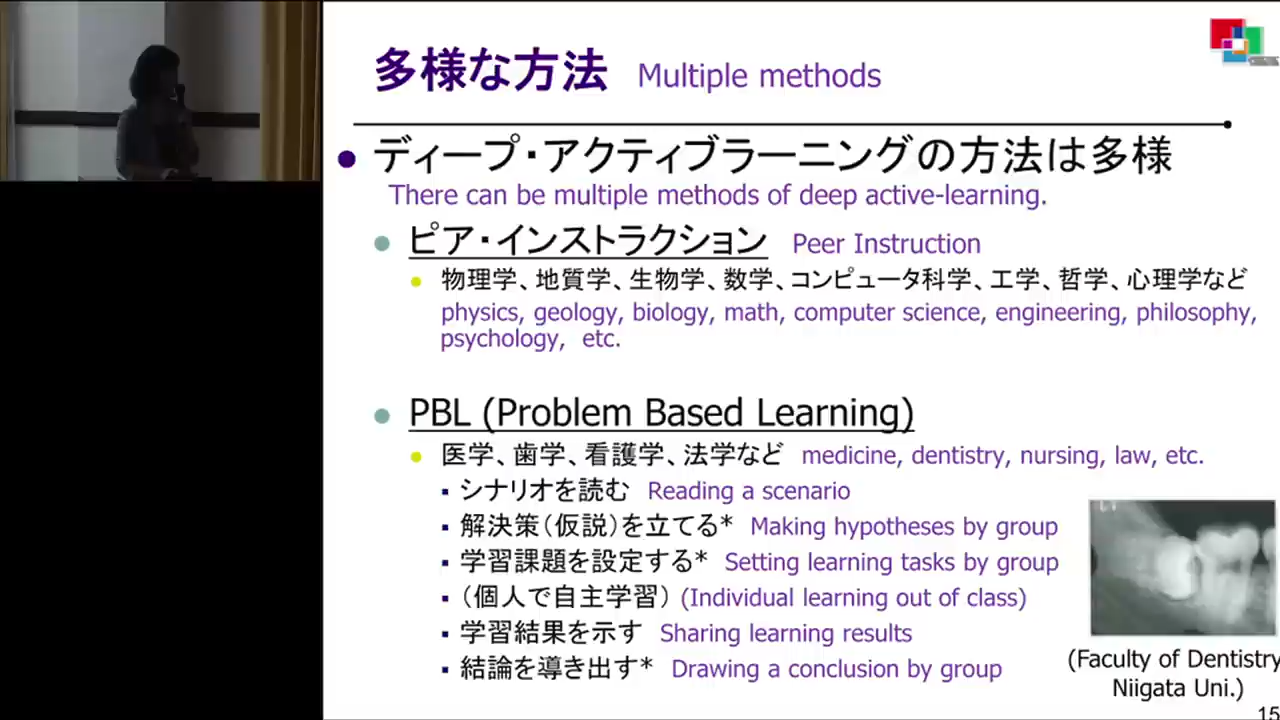 多様な方法 Multiple methods
ディープ・アクティブラーニングの方法は多様
There can be multiple methods of deep active-learning.
ピア・インストラクション Peer Instruction
物理学、地質学、生物学、数学、コンピュータ科学、工学、哲学、心理学など
physics, geology, biology, math, computer science, engineering, philosophy,
psychology, etc.
PBL (Problem Based Learning)
医学、歯学、看護学、法学など medicine, dentistry, nursing, law, etc.
シナリオを読む Reading a scenario
解決策(仮説)を立てる* Making hypotheses by group
学習課題を設定する* Setting learning tasks by group
(個人で自主学習) (Individual learning out of class)
学習結果を示す Sharing learning results
結論を導き出す* Drawing a conclusion by group
(Faculty of Dentistry
Niigata Uni.)
15